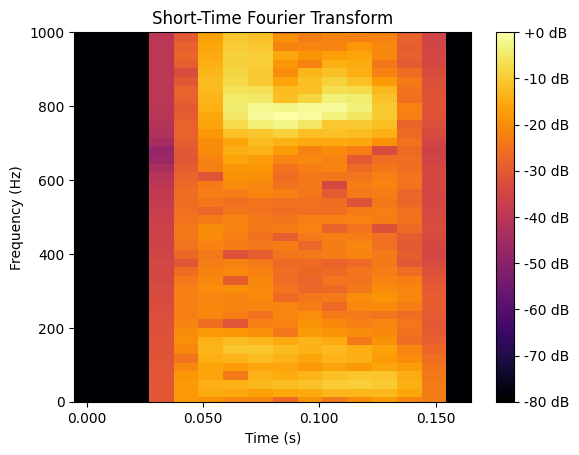 Short-Time Fourier Transform
1000
800
600
400
200
0
Frequency (Hz)
0.000
0.050
0.100
0.150
Time (s)
+0 dB
-10 dB
-20 dB
-30 dB
-40 dB
-50 dB
-60 dB
-70 dB
-80 dB